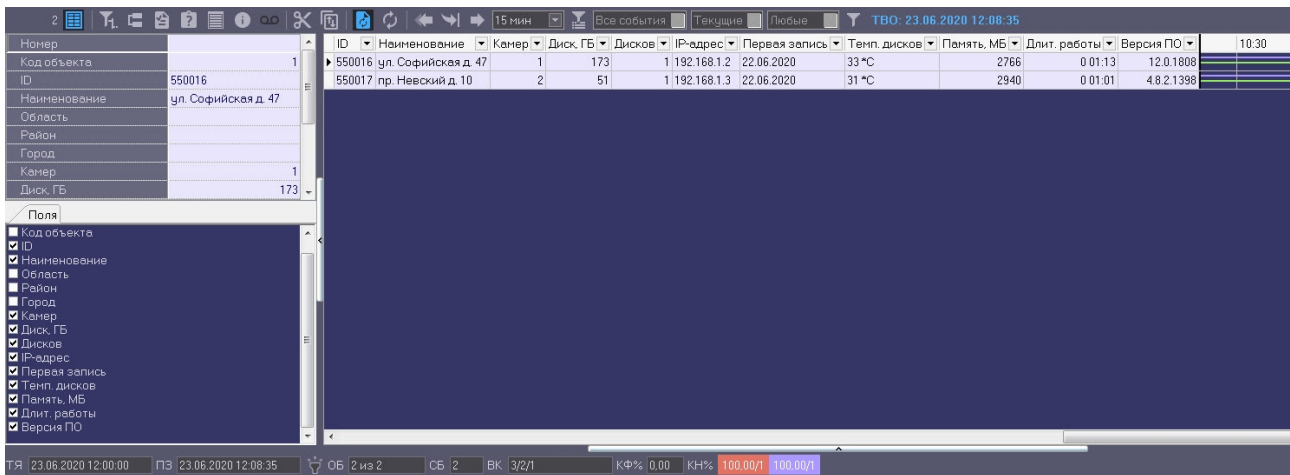 2 15 мин Все события Текущие Любые ТВО: 23.06.2020 12:08:35
Номер
Код объекта 1
ID 550016
Наименование ул. Софийская д. 47
Область
Район
Город
Камер 1
Диск, ГБ 173
ID Наименование Камер Диск, ГБ Дисков IP-адрес Первая запись Темп. дисков Память, МБ Длит. работы Версия ПО 10:30
550016 ул. Софийская д. 47 1 173 1 192.168.1.2 22.06.2020 33 °C 2766 0 01:13 12.0.1808
550017 пр. Невский д. 10 2 51 1 192.168.1.3 22.06.2020 31 °C 2940 0 01:01 4.8.2.1398
Поля
Код объекта
ID
Наименование
Область
Район
Город
Камер
Диск, ГБ
Дисков
IP-адрес
Первая запись
Темп. дисков
Память, МБ
Длит. работы
Версия ПО
ТЯ 23.06.2020 12:00:00 ПЗ 23.06.2020 12:08:35 ОБ 2 из 2 СБ 2 ВК 3/2/1 КФ% 0,00 КН% 100,00/1 100,00/1